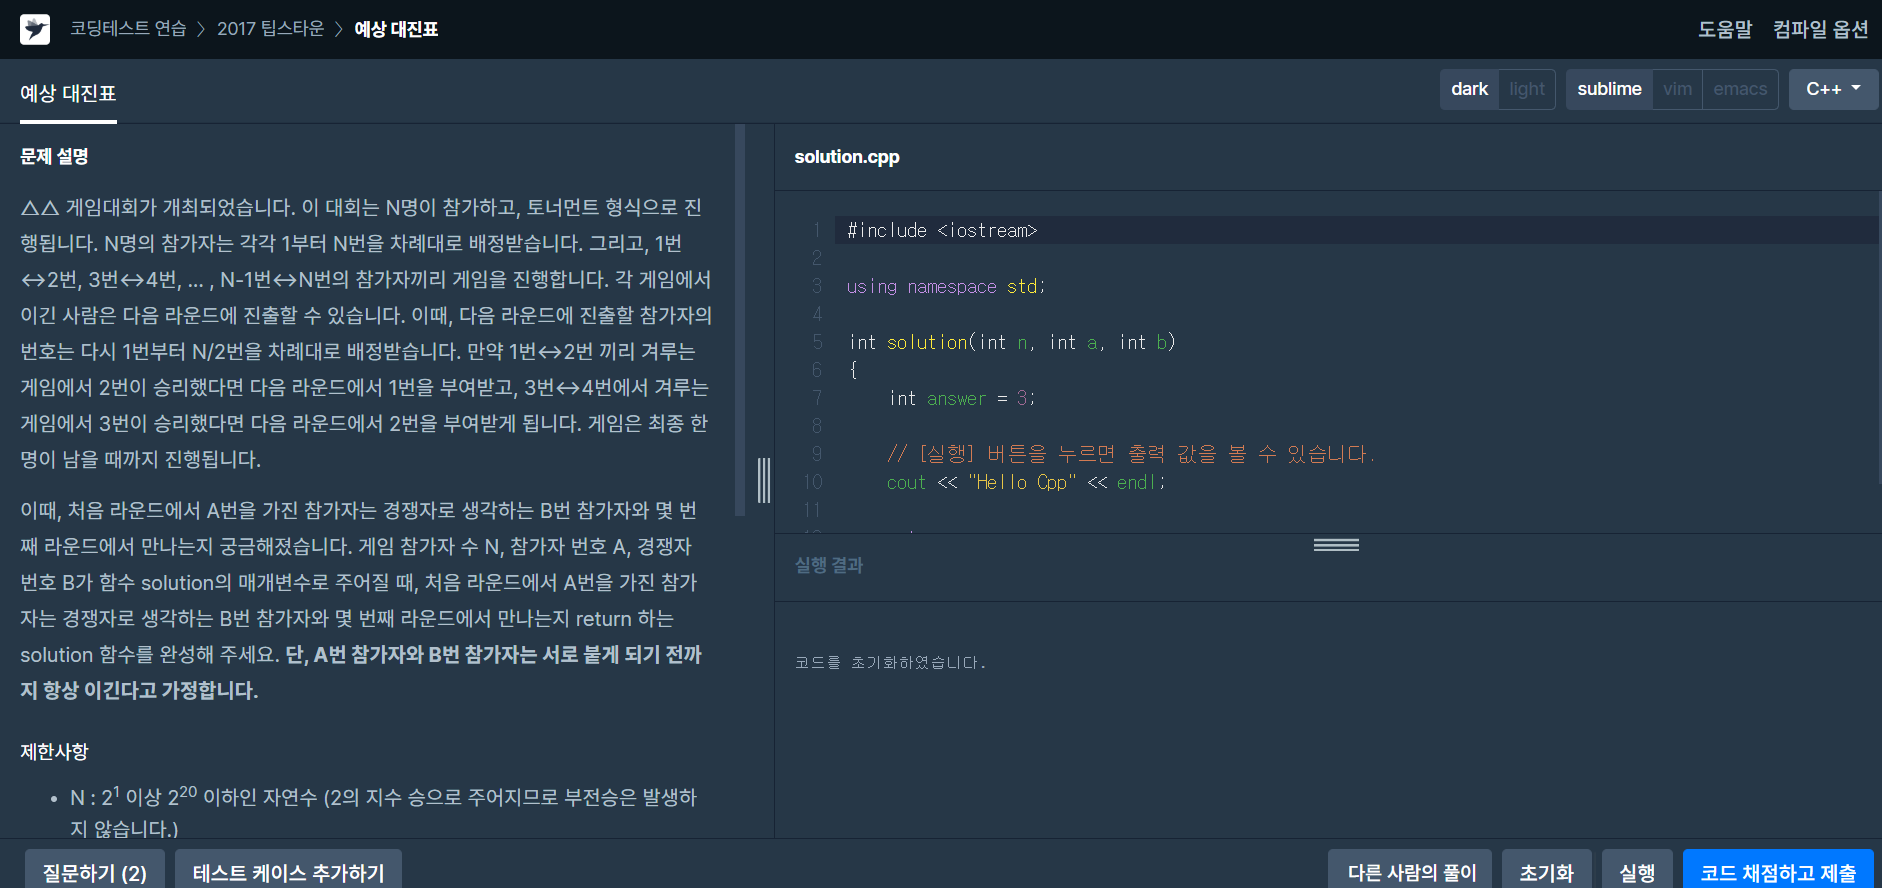 코딩테스트 연습 〉 2017 팁스타운 〉 예상 대진표
도움말 컴파일 옵션
예상 대진표
dark light sublime vim emacs C++
문제 설명
△△ 게임대회가 개최되었습니다. 이 대회는 N명이 참가하고, 토너먼트 형식으로 진
행됩니다. N명의 참가자는 각각 1부터 N번을 차례대로 배정받습니다. 그리고, 1번
↔2번, 3번↔4번, ... , N-1번↔N번의 참가자끼리 게임을 진행합니다. 각 게임에서
이긴 사람은 다음 라운드에 진출할 수 있습니다. 이때, 다음 라운드에 진출할 참가자의
번호는 다시 1번부터 N/2번을 차례대로 배정받습니다. 만약 1번↔2번 끼리 겨루는
게임에서 2번이 승리했다면 다음 라운드에서 1번을 부여받고, 3번↔4번에서 겨루는
게임에서 3번이 승리했다면 다음 라운드에서 2번을 부여받게 됩니다. 게임은 최종 한
명이 남을 때까지 진행됩니다.
이때, 처음 라운드에서 A번을 가진 참가자는 경쟁자로 생각하는 B번 참가자와 몇 번
째 라운드에서 만나는지 궁금해졌습니다. 게임 참가자 수 N, 참가자 번호 A, 경쟁자
번호 B가 함수 solution의 매개변수로 주어질 때, 처음 라운드에서 A번을 가진 참가
자는 경쟁자로 생각하는 B번 참가자와 몇 번째 라운드에서 만나는지 return 하는
solution 함수를 완성해 주세요. 단, A번 참가자와 B번 참가자는 서로 붙게 되기 전까
지 항상 이긴다고 가정합니다.
제한사항
• N : 2¹ 이상 2²⁰ 이하인 자연수 (2의 지수 승으로 주어지므로 부전승은 발생하
지 않습니다.)
solution.cpp
1 #include <iostream>
2
3 using namespace std;
4
5 int solution(int n, int a, int b)
6 {
7 int answer = 3;
8
9 // [실행] 버튼을 누르면 출력 값을 볼 수 있습니다.
10 cout << "Hello Cpp" << endl;
11
실행 결과
코드를 초기화하였습니다.
질문하기 (2) 테스트 케이스 추가하기 다른 사람의 풀이 초기화 실행 코드 채점하고 제출